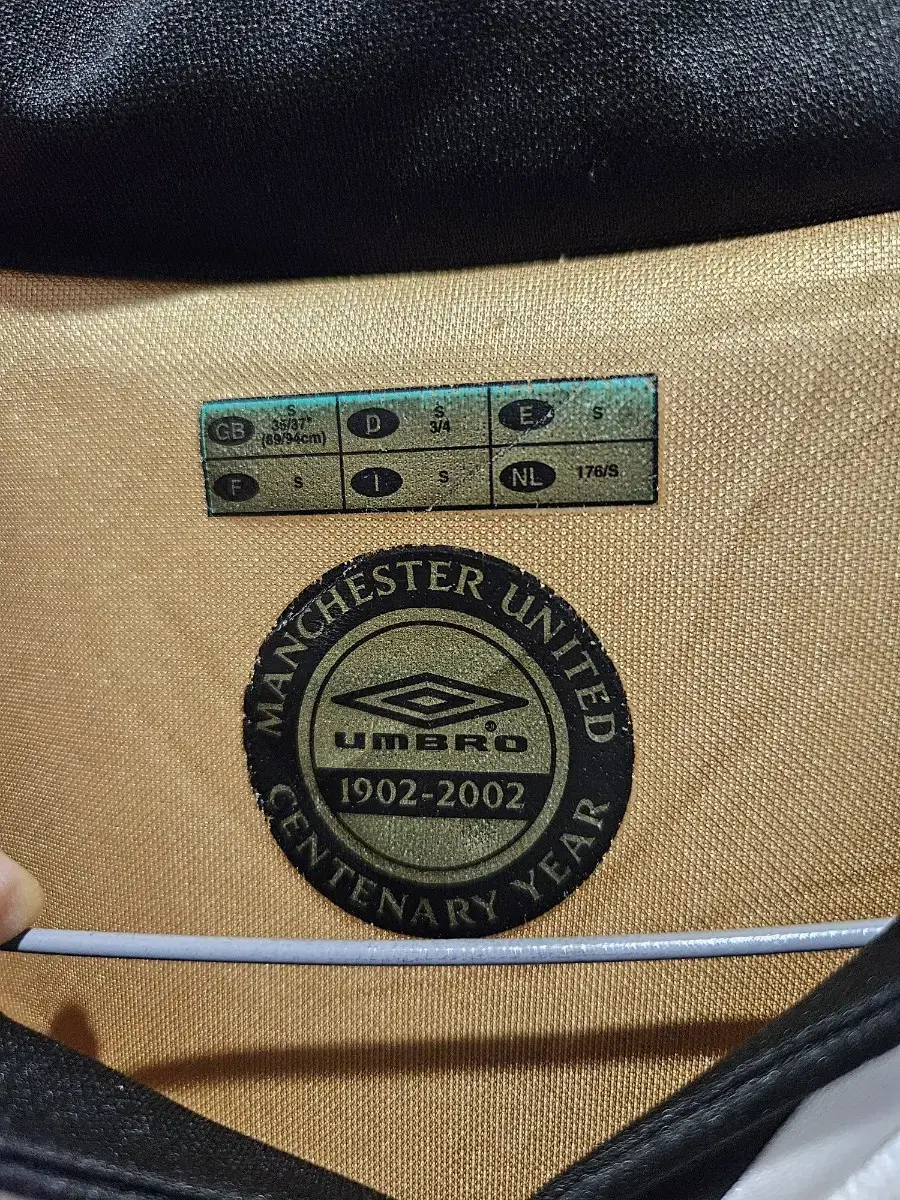 GB S 35/37" (89/94cm)
D S 3/4
E S
F S
I S
NL 176/S
MANCHESTER UNITED
UMBRO®
1902-2002
CENTENARY YEAR